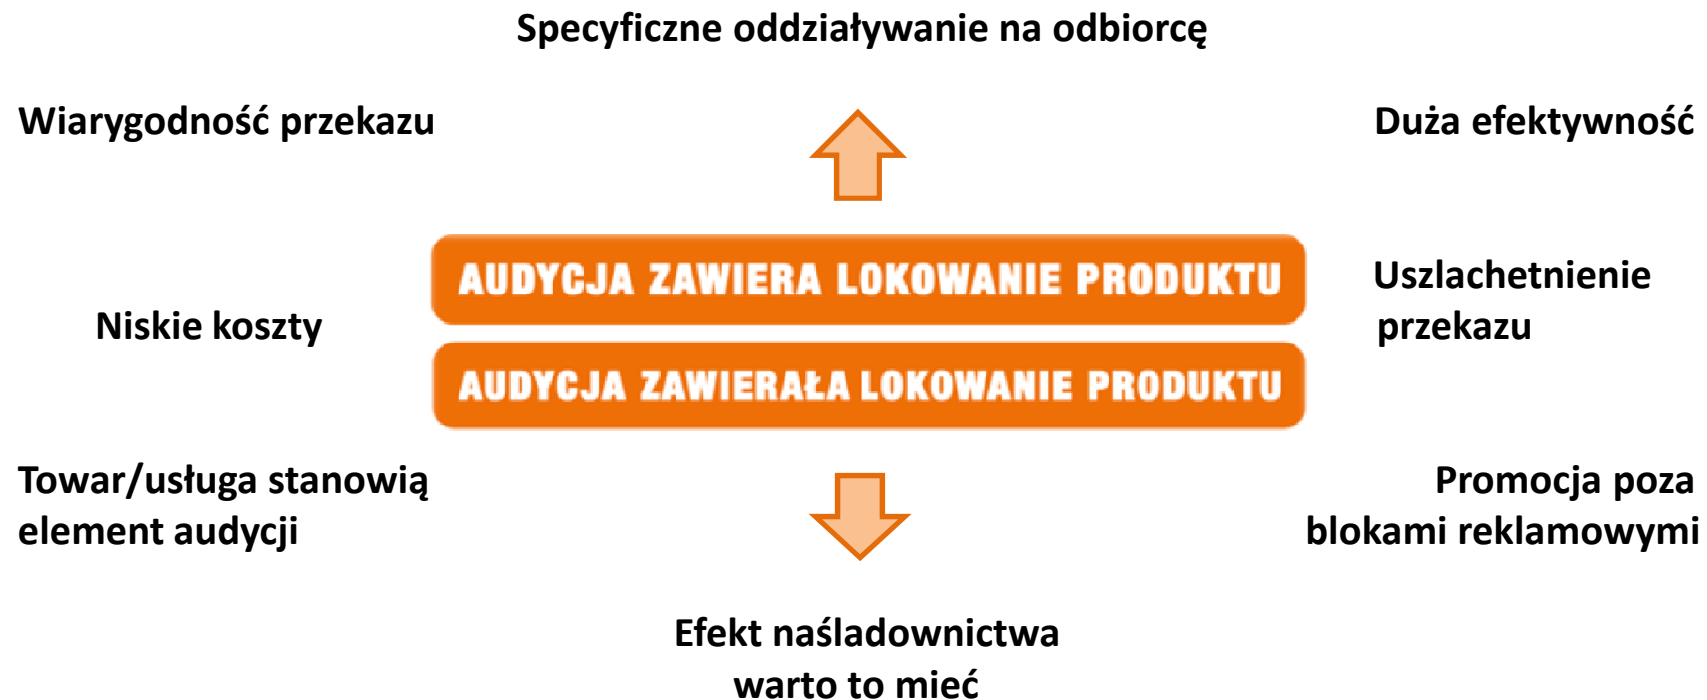 Specyficzne oddziaływanie na odbiorcę
Wiarygodność przekazu
Duża efektywność
AUDYCJA ZAWIERA LOKOWANIE PRODUKTU
Uszlachetnienie
przekazu
Niskie koszty
AUDYCJA ZAWIERAŁA LOKOWANIE PRODUKTU
Towar/usługa stanowią
element audycji
Promocja poza
blokami reklamowymi
Efekt naśladownictwa
warto to mieć